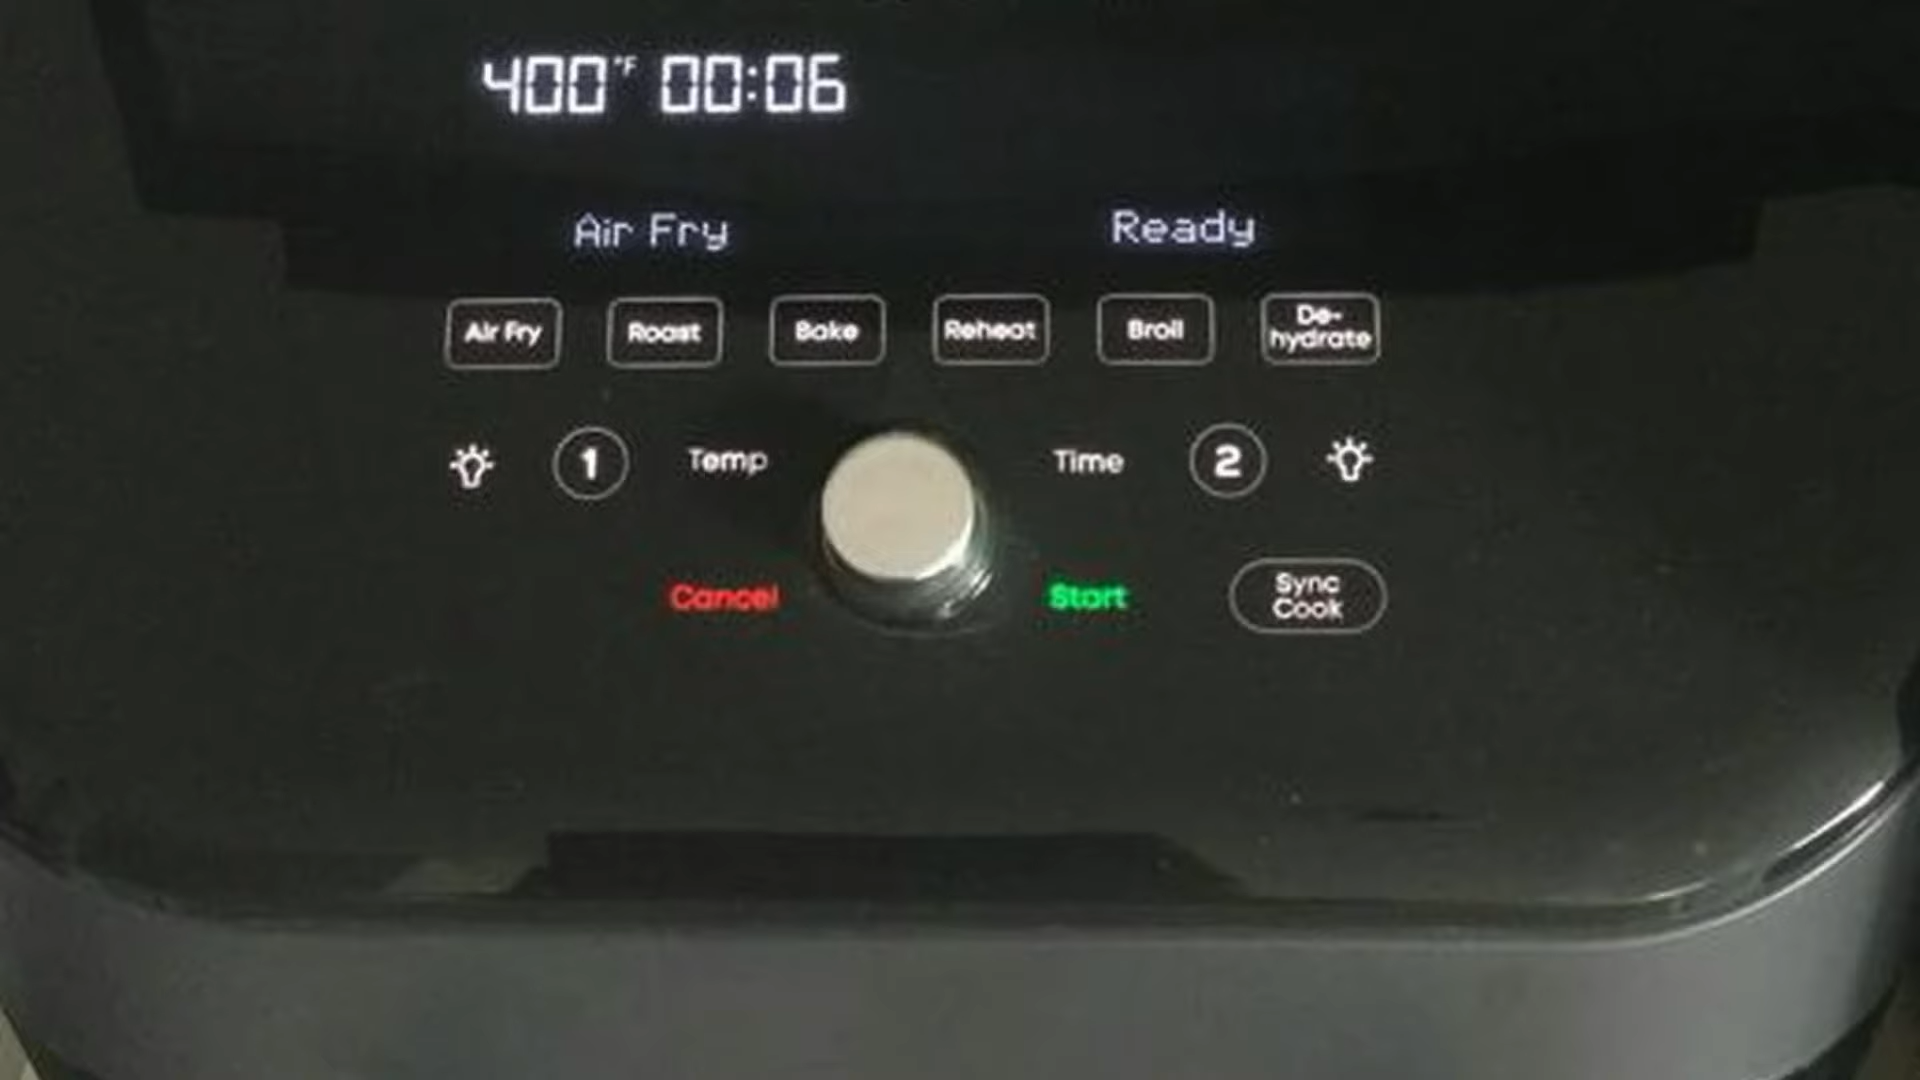 400°F 00:06
Air Fry Ready
Air Fry Roast Bake Reheat Broil De-
hydrate
1 Temp Time 2
Cancel Start Sync
Cook